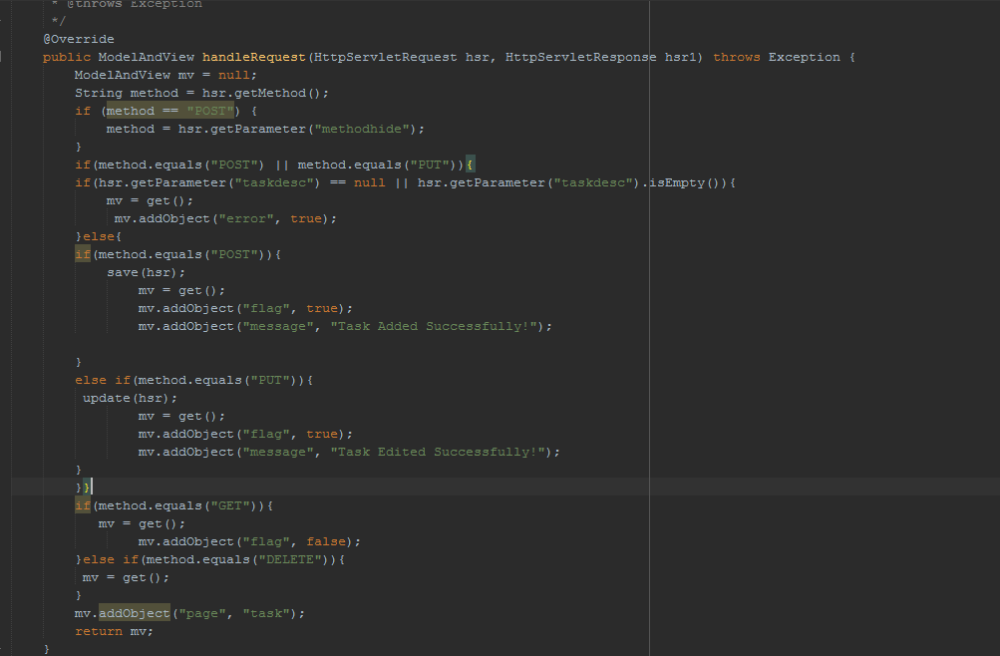 * @throws Exception
*/
@Override
public ModelAndView handleRequest(HttpServletRequest hsr, HttpServletResponse hsr1) throws Exception {
ModelAndView mv = null;
String method = hsr.getMethod();
if (method == "POST") {
method = hsr.getParameter("methodhide");
}
if(method.equals("POST") || method.equals("PUT")){
if(hsr.getParameter("taskdesc") == null || hsr.getParameter("taskdesc").isEmpty()){
mv = get();
mv.addObject("error", true);
}else{
if(method.equals("POST")){
save(hsr);
mv = get();
mv.addObject("flag", true);
mv.addObject("message", "Task Added Successfully!");
}
else if(method.equals("PUT")){
update(hsr);
mv = get();
mv.addObject("flag", true);
mv.addObject("message", "Task Edited Successfully!");
}
}}
if(method.equals("GET")){
mv = get();
mv.addObject("flag", false);
}else if(method.equals("DELETE")){
mv = get();
}
mv.addObject("page", "task");
return mv;
}